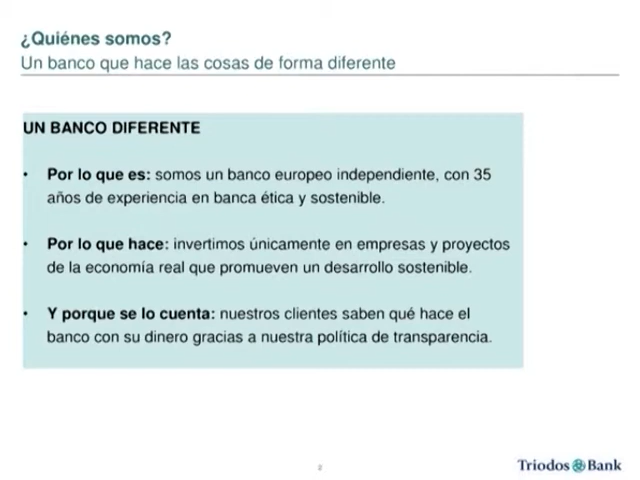 ¿Quiénes somos?
Un banco que hace las cosas de forma diferente
UN BANCO DIFERENTE
• Por lo que es: somos un banco europeo independiente, con 35
años de experiencia en banca ética y sostenible.
• Por lo que hace: invertimos únicamente en empresas y proyectos
de la economía real que promueven un desarrollo sostenible.
• Y porque se lo cuenta: nuestros clientes saben qué hace el
banco con su dinero gracias a nuestra política de transparencia.
2
Triodos Bank